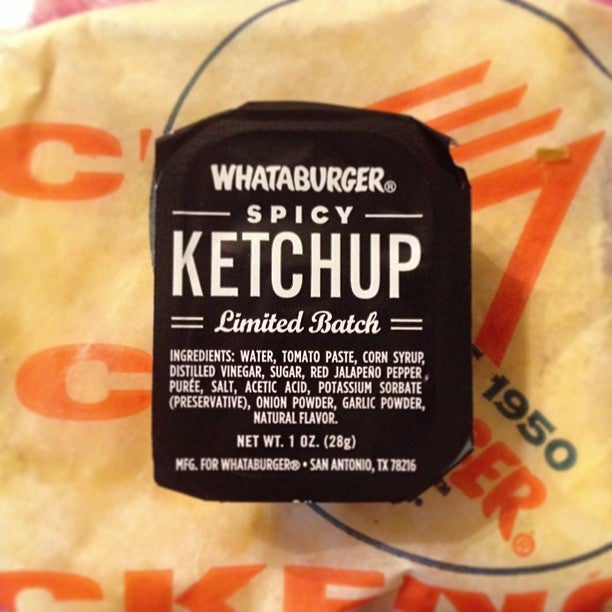 WHATABURGER®
SPICY
KETCHUP
Limited Batch
INGREDIENTS: WATER, TOMATO PASTE, CORN SYRUP,
DISTILLED VINEGAR, SUGAR, RED JALAPEÑO PEPPER
PURÉE, SALT, ACETIC ACID, POTASSIUM SORBATE
(PRESERVATIVE), ONION POWDER, GARLIC POWDER,
NATURAL FLAVOR.
NET WT. 1 OZ. (28g)
MFG. FOR WHATABURGER® • SAN ANTONIO, TX 78216
1950
ER®